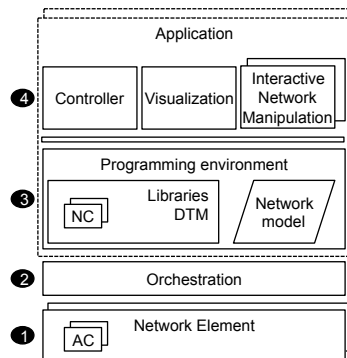 Application
4
Controller
Visualization
Interactive
Network
Manipulation
Programming environment
3
NC
Libraries
DTM
Network
model
2
Orchestration
1
Network Element
AC